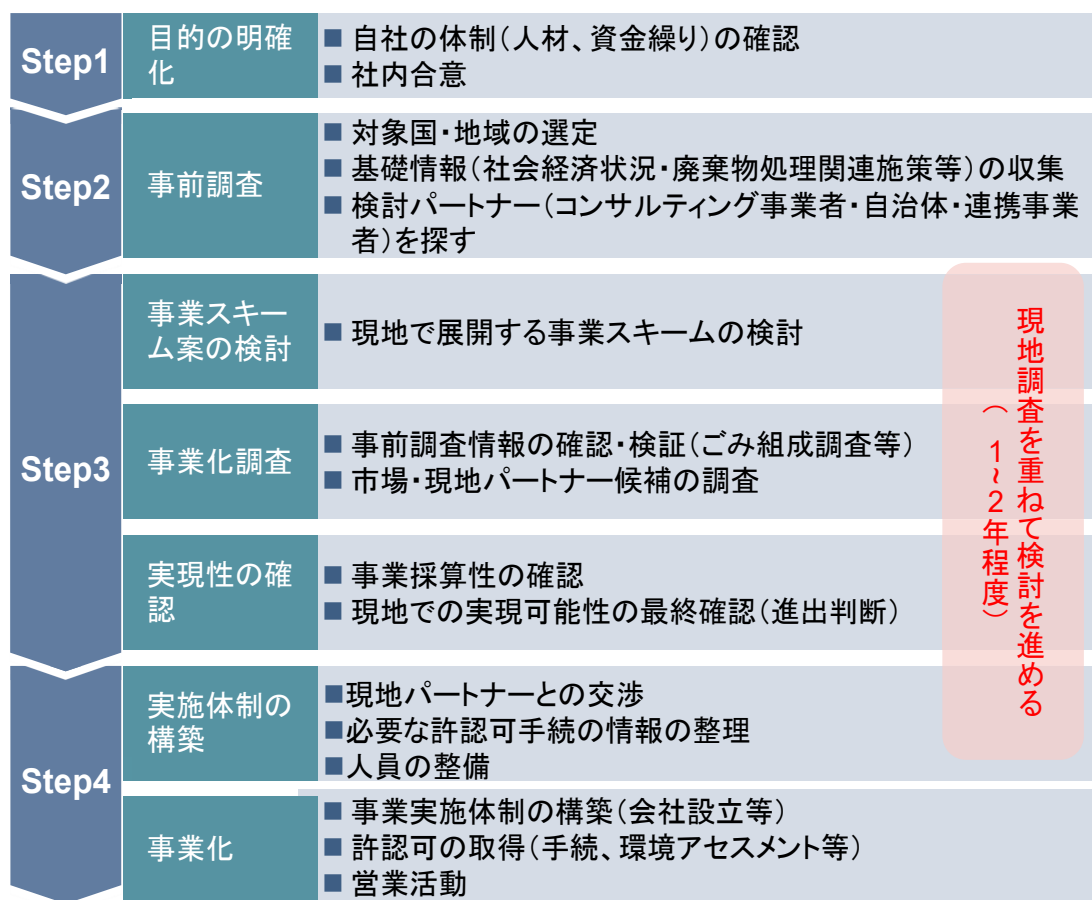 Step1
目的の明確
化
■ 自社の体制(人材、資金繰り)の確認
■ 社内合意
Step2
事前調査
■ 対象国・地域の選定
■ 基礎情報(社会経済状況・廃棄物処理関連施策等)の収集
■ 検討パートナー(コンサルティング事業者・自治体・連携事業
者)を探す
Step3
事業スキー
ム案の検討
■ 現地で展開する事業スキームの検討
事業化調査
■ 事前調査情報の確認・検証(ごみ組成調査等)
■ 市場・現地パートナー候補の調査
実現性の確
認
■ 事業採算性の確認
■ 現地での実現可能性の最終確認(進出判断)
現地調査を重ねて検討を進める
(1~2年程度)
Step4
実施体制の
構築
■現地パートナーとの交渉
■必要な許認可手続の情報の整理
■人員の整備
事業化
■ 事業実施体制の構築(会社設立等)
■ 許認可の取得(手続、環境アセスメント等)
■ 営業活動